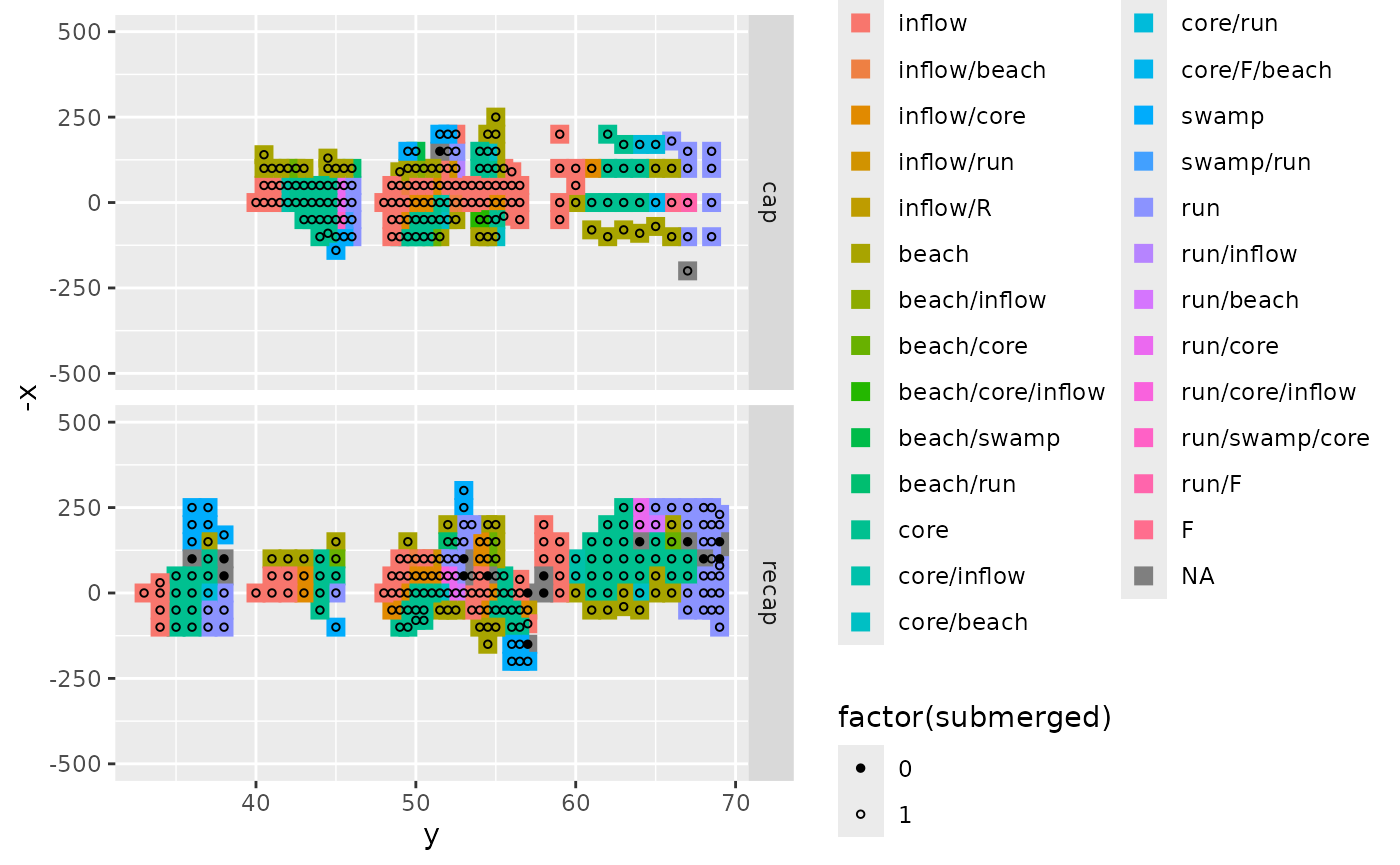 500
250
0
-250
-500
cap
500
250
0
-250
-500
recap
-x
40
50
60
70
y
inflow
inflow/beach
inflow/core
inflow/run
inflow/R
beach
beach/inflow
beach/core
beach/core/inflow
beach/swamp
beach/run
core
core/inflow
core/beach
core/run
core/F/beach
swamp
swamp/run
run
run/inflow
run/beach
run/core
run/core/inflow
run/swamp/core
run/F
F
NA
factor(submerged)
0
1